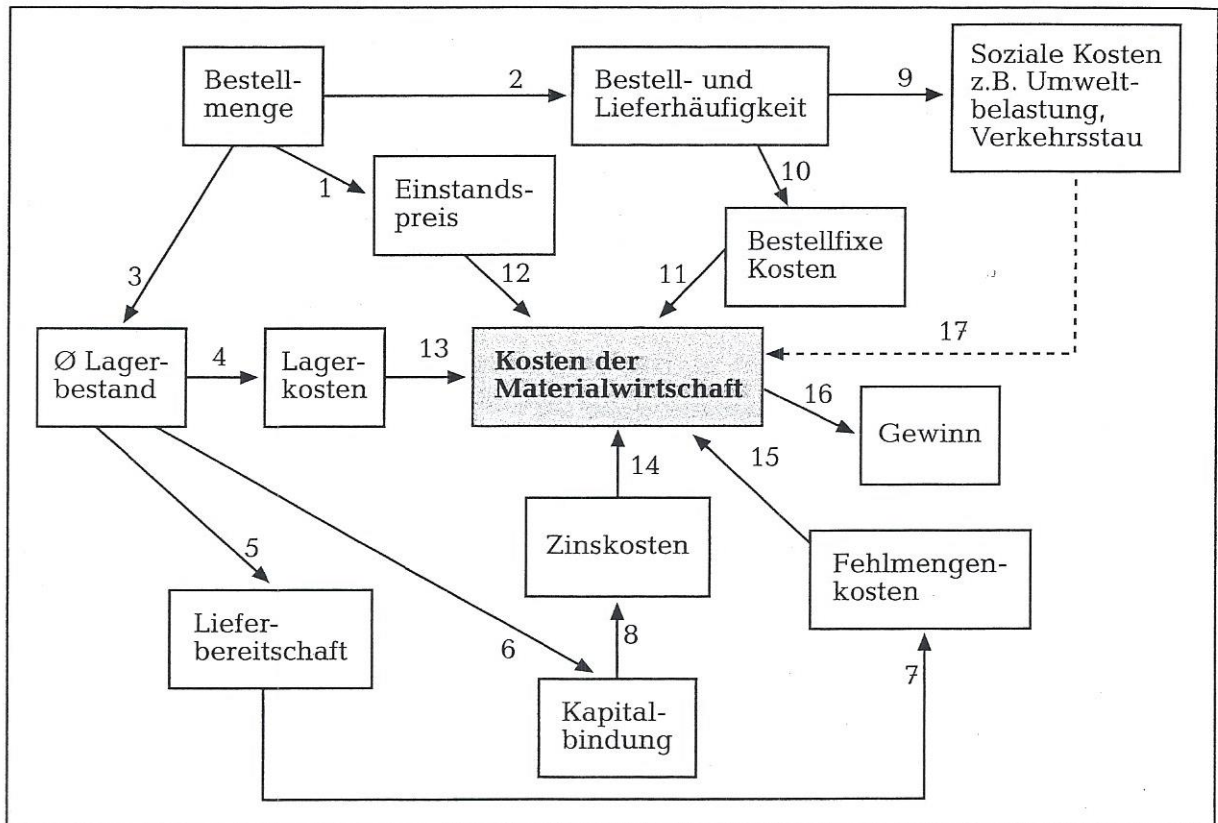 Bestell-
menge
2
Bestell- und
Lieferhäufigkeit
9
Soziale Kosten
z.B. Umwelt-
belastung,
Verkehrsstau
1
Einstands-
preis
10
Bestellfixe
Kosten
3
12
11
17
Ø Lager-
bestand
4
Lager-
kosten
13
Kosten der
Materialwirtschaft
16
Gewinn
14
15
5
Zinskosten
Fehlmengen-
kosten
Liefer-
bereitschaft
6
8
7
Kapital-
bindung